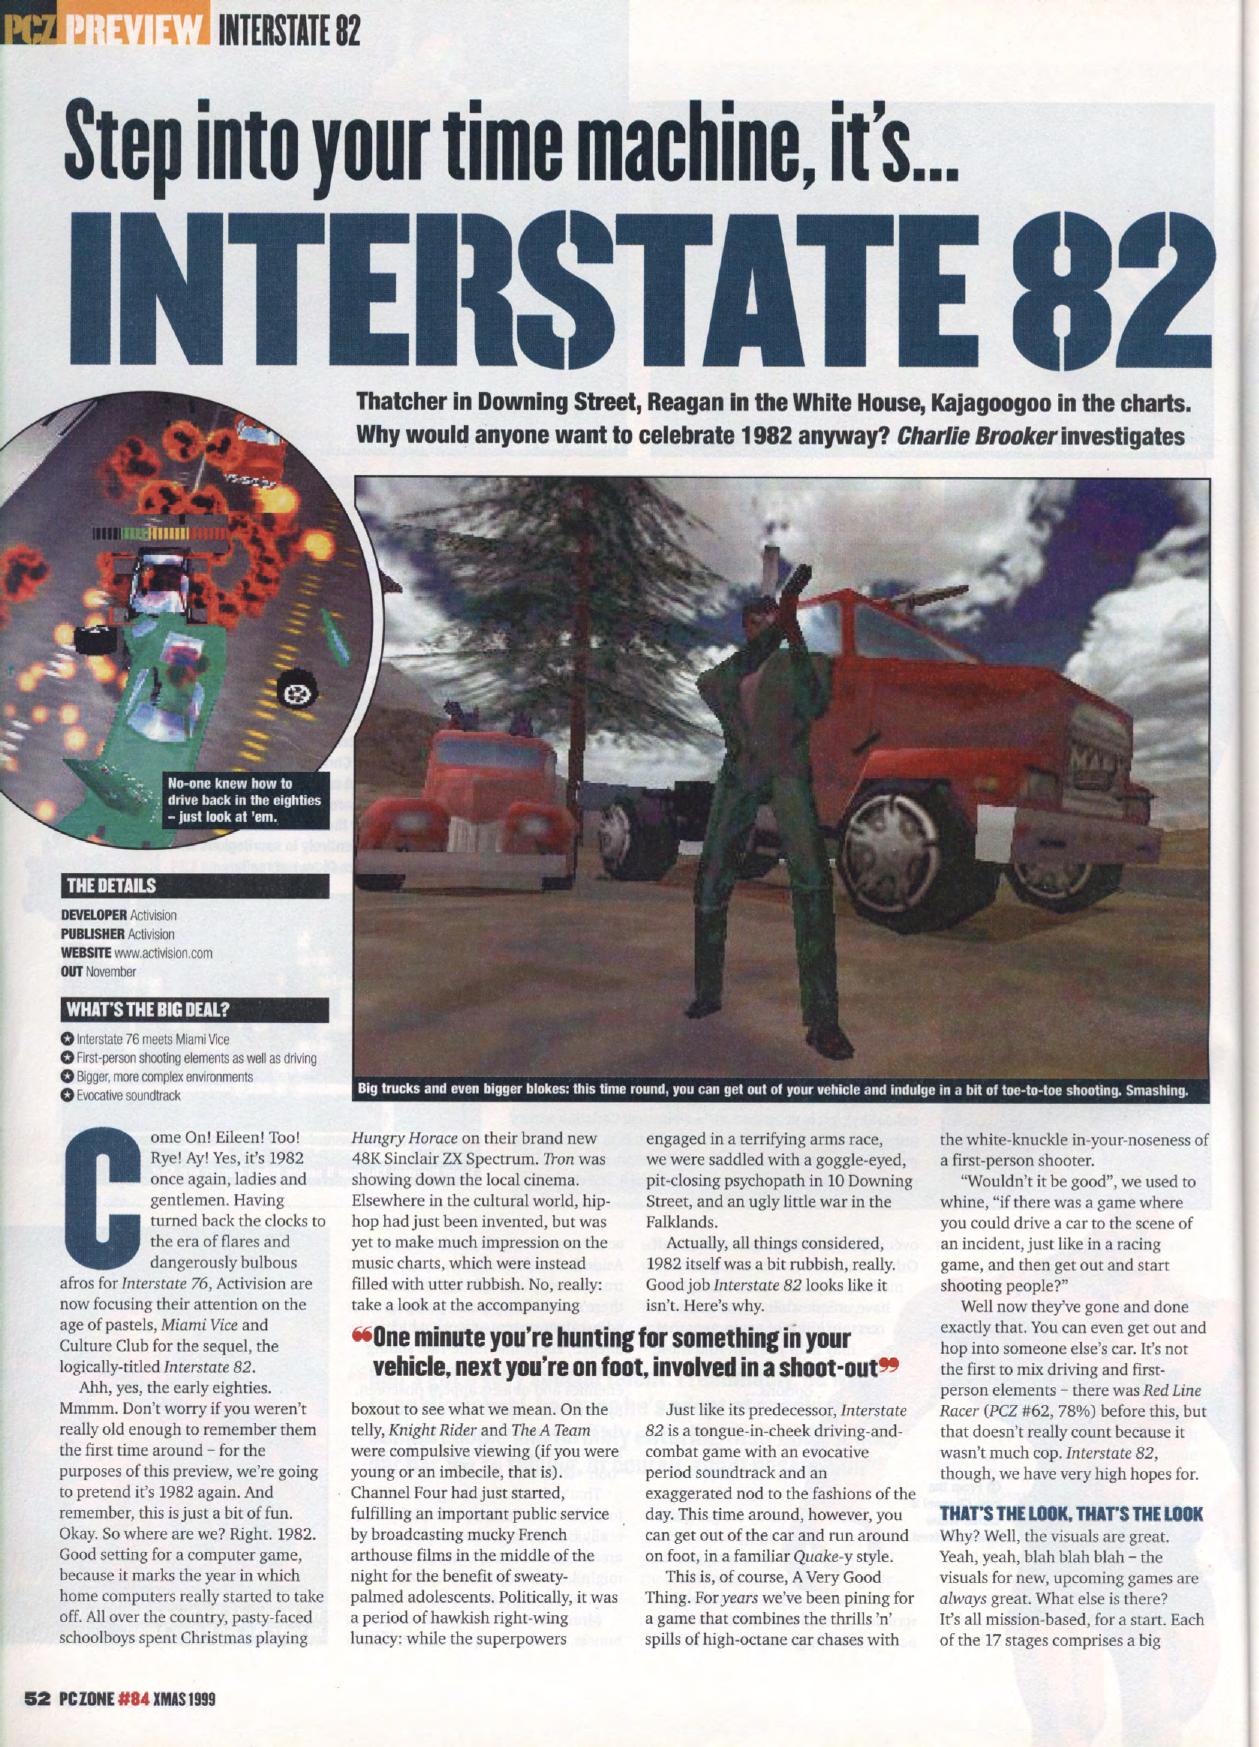 PCZ PREVIEW INTERSTATE 82
Step into your time machine, it's...
INTERSTATE 82
Thatcher in Downing Street, Reagan in the White House, Kajagoogoo in the charts.
Why would anyone want to celebrate 1982 anyway? Charlie Brooker investigates
No-one knew how to
drive back in the eighties
– just look at 'em.
THE DETAILS
DEVELOPER Activision
PUBLISHER Activision
WEBSITE www.activision.com
OUT November
WHAT'S THE BIG DEAL?
Interstate 76 meets Miami Vice
First-person shooting elements as well as driving
Bigger, more complex environments
Evocative soundtrack
Big trucks and even bigger blokes: this time round, you can get out of your vehicle and indulge in a bit of toe-to-toe shooting. Smashing.
Come On! Eileen! Too!
Rye! Ay! Yes, it's 1982
once again, ladies and
gentlemen. Having
turned back the clocks to
the era of flares and
dangerously bulbous
afros for Interstate 76, Activision are
now focusing their attention on the
age of pastels, Miami Vice and
Culture Club for the sequel, the
logically-titled Interstate 82.
Ahh, yes, the early eighties.
Mmmm. Don't worry if you weren't
really old enough to remember them
the first time around – for the
purposes of this preview, we're going
to pretend it's 1982 again. And
remember, this is just a bit of fun.
Okay. So where are we? Right. 1982.
Good setting for a computer game,
because it marks the year in which
home computers really started to take
off. All over the country, pasty-faced
schoolboys spent Christmas playing
Hungry Horace on their brand new
48K Sinclair ZX Spectrum. Tron was
showing down the local cinema.
Elsewhere in the cultural world, hip-
hop had just been invented, but was
yet to make much impression on the
music charts, which were instead
filled with utter rubbish. No, really:
take a look at the accompanying
boxout to see what we mean. On the
telly, Knight Rider and The A Team
were compulsive viewing (if you were
young or an imbecile, that is).
Channel Four had just started,
fulfilling an important public service
by broadcasting mucky French
arthouse films in the middle of the
night for the benefit of sweaty-
palmed adolescents. Politically, it was
a period of hawkish right-wing
lunacy: while the superpowers
engaged in a terrifying arms race,
we were saddled with a goggle-eyed,
pit-closing psychopath in 10 Downing
Street, and an ugly little war in the
Falklands.
Actually, all things considered,
1982 itself was a bit rubbish, really.
Good job Interstate 82 looks like it
isn't. Here's why.
“One minute you're hunting for something in your
vehicle, next you're on foot, involved in a shoot-out”
Just like its predecessor, Interstate
82 is a tongue-in-cheek driving-and-
combat game with an evocative
period soundtrack and an
exaggerated nod to the fashions of the
day. This time around, however, you
can get out of the car and run around
on foot, in a familiar Quake-y style.
This is, of course, A Very Good
Thing. For years we've been pining for
a game that combines the thrills 'n'
spills of high-octane car chases with
the white-knuckle in-your-noseness of
a first-person shooter.
“Wouldn't it be good”, we used to
whine, “if there was a game where
you could drive a car to the scene of
an incident, just like in a racing
game, and then get out and start
shooting people?”
Well now they've gone and done
exactly that. You can even get out and
hop into someone else's car. It's not
the first to mix driving and first-
person elements – there was Red Line
Racer (PCZ #62, 78%) before this, but
that doesn't really count because it
wasn't much cop. Interstate 82,
though, we have very high hopes for.
THAT'S THE LOOK, THAT'S THE LOOK
Why? Well, the visuals are great.
Yeah, yeah, blah blah blah – the
visuals for new, upcoming games are
always great. What else is there?
It's all mission-based, for a start. Each
of the 17 stages comprises a big
52 PC ZONE #84 XMAS 1999